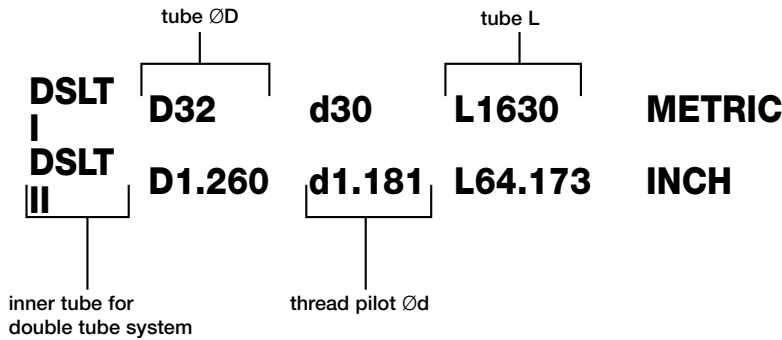 tube ØD
tube L
DSLT
I
D32 d30 L1630 METRIC
DSLT
II
D1.260 d1.181 L64.173 INCH
inner tube for
double tube system
thread pilot Ød